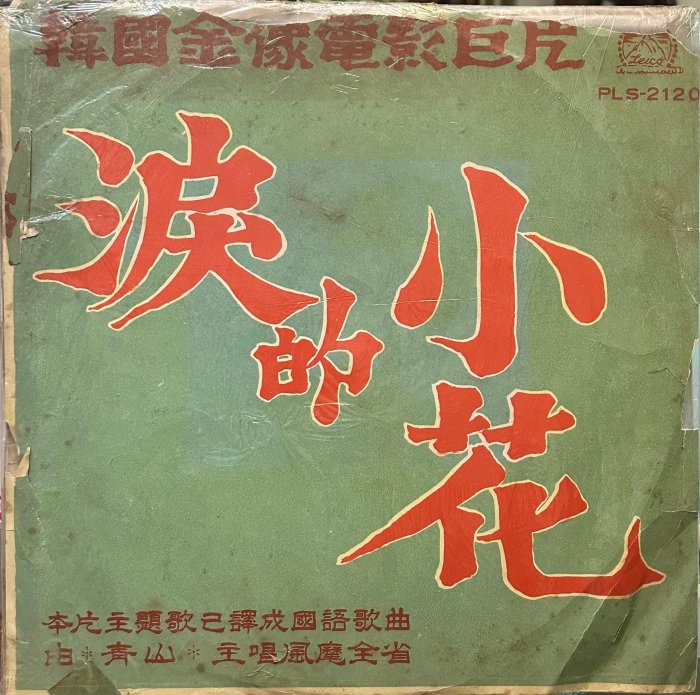 韓國金像電影巨片
Leico
PLS-2120
淚的小花
本片主題歌已譯成國語歌曲
由＊青山＊主唱風靡全省